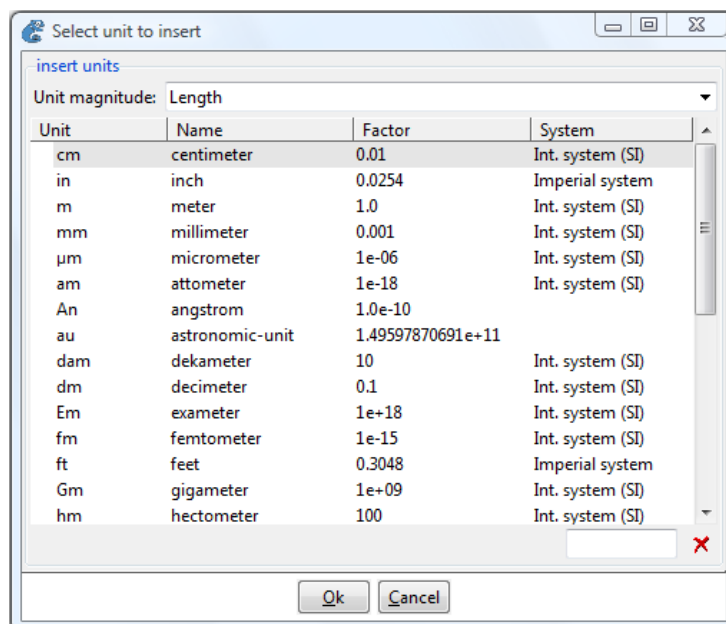 Select unit to insert
insert units
Unit magnitude: Length
Unit Name Factor System
cm centimeter 0.01 Int. system (SI)
in inch 0.0254 Imperial system
m meter 1.0 Int. system (SI)
mm millimeter 0.001 Int. system (SI)
µm micrometer 1e-06 Int. system (SI)
am attometer 1e-18 Int. system (SI)
An angstrom 1.0e-10
au astronomic-unit 1.49597870691e+11
dam dekameter 10 Int. system (SI)
dm decimeter 0.1 Int. system (SI)
Em exameter 1e+18 Int. system (SI)
fm femtometer 1e-15 Int. system (SI)
ft feet 0.3048 Imperial system
Gm gigameter 1e+09 Int. system (SI)
hm hectometer 100 Int. system (SI)
Ok Cancel